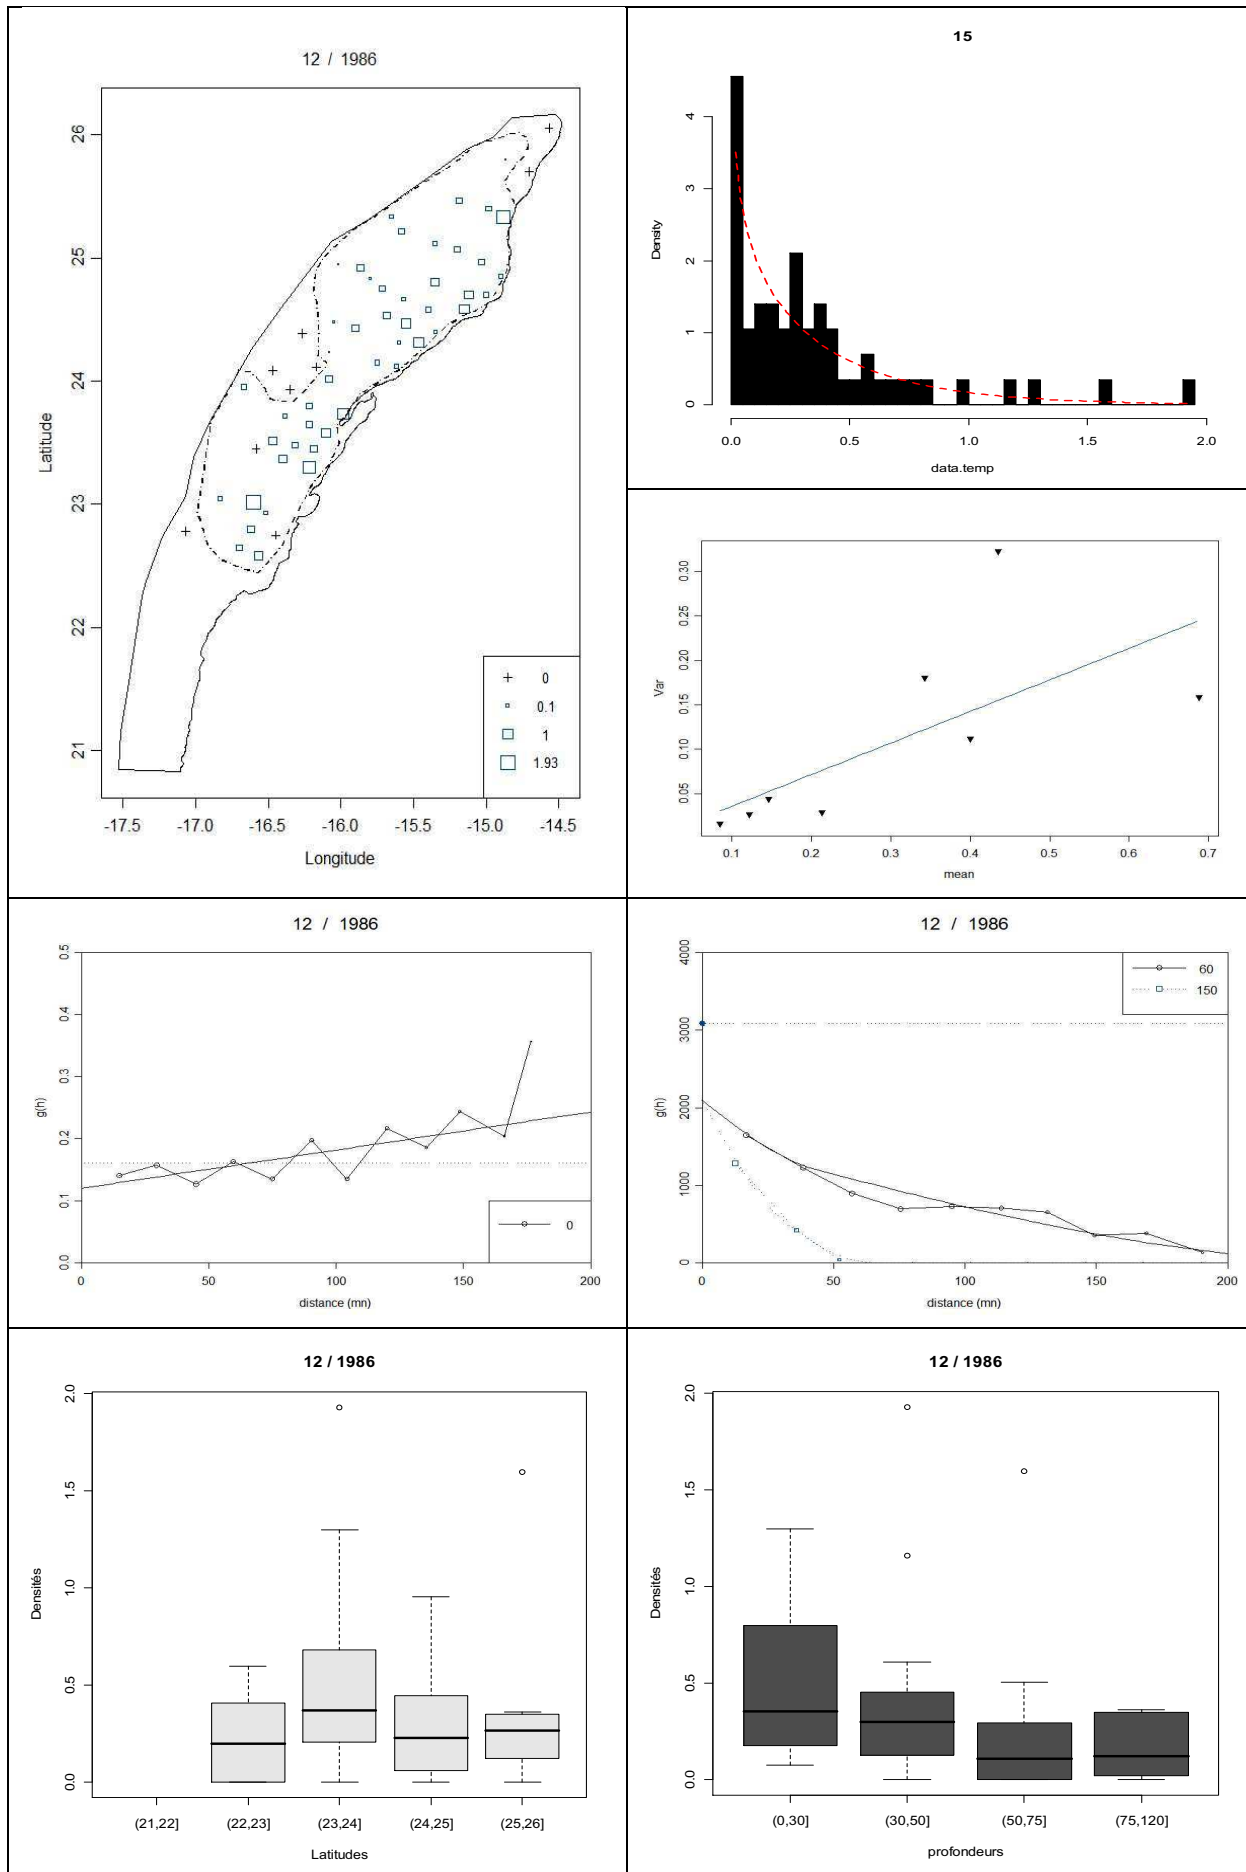 12 / 1986
Latitude
26
25
24
23
22
21
+ 0
0.1
1
1.93
-17.5 -17.0 -16.5 -16.0 -15.5 -15.0 -14.5
Longitude
15
Density
4
3
2
1
0
0.0 0.5 1.0 1.5 2.0
data.temp
Var
0.30
0.25
0.20
0.15
0.10
0.05
0.1 0.2 0.3 0.4 0.5 0.6 0.7
mean
12 / 1986
g(h)
0.5
0.4
0.3
0.2
0.1
0.0
0
0 50 100 150 200
distance (mn)
12 / 1986
g(h)
4000
3000
2000
1000
0
60
150
0 50 100 150 200
distance (mn)
12 / 1986
Densités
2.0
1.5
1.0
0.5
0.0
(21,22] (22,23] (23,24] (24,25] (25,26]
Latitudes
12 / 1986
Densités
2.0
1.5
1.0
0.5
0.0
(0,30] (30,50] (50,75] (75,120]
profondeurs